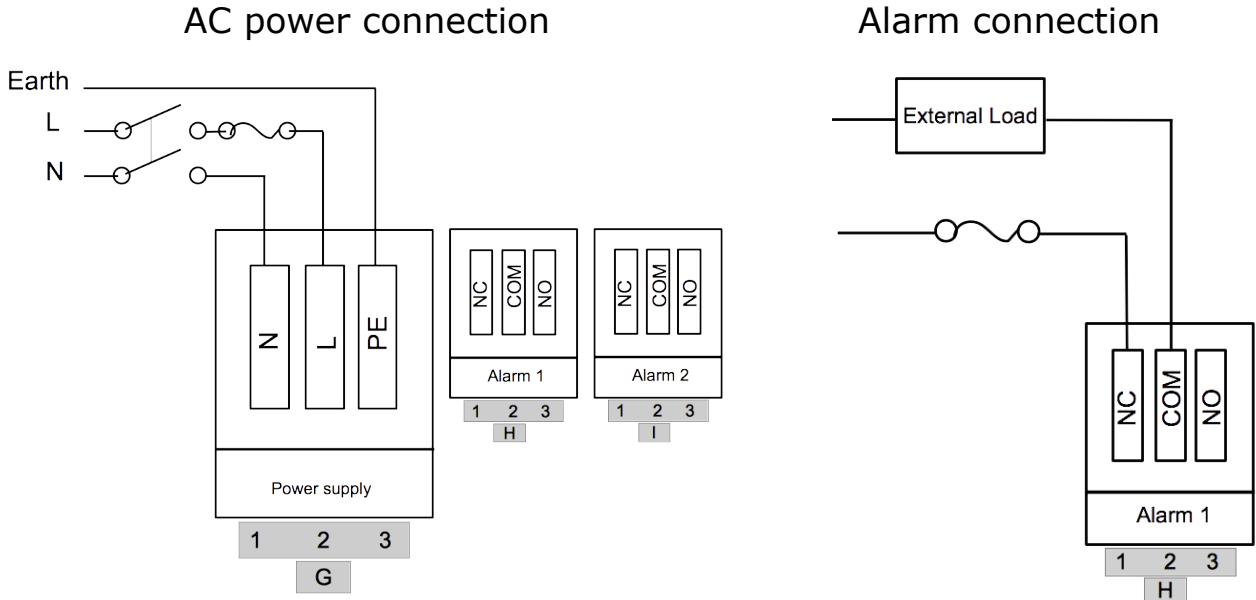 AC power connection
Earth
L
N
N
L
PE
Power supply
1 2 3
G
NC
COM
NO
Alarm 1
1 2 3
H
NC
COM
NO
Alarm 2
1 2 3
I
Alarm connection
External Load
NC
COM
NO
Alarm 1
1 2 3
H